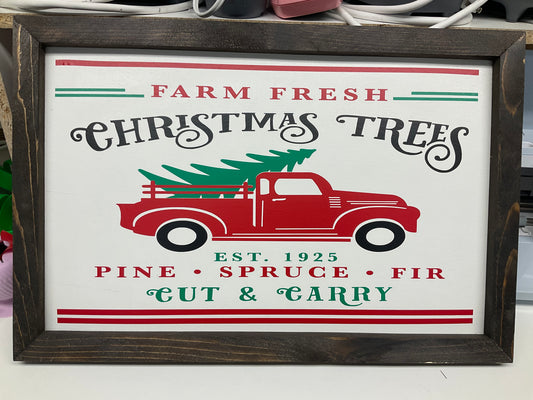 FARM FRESH
CHRISTMAS TREES
EST. 1925
PINE • SPRUCE • FIR
CUT & CARRY